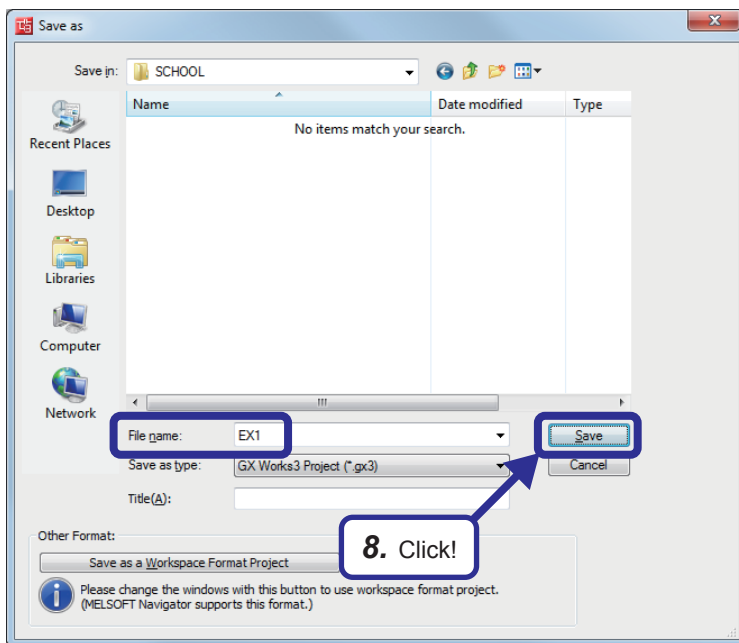 Save as
Save in: SCHOOL
Name Date modified Type
No items match your search.
Recent Places
Desktop
Libraries
Computer
Network
File name: EX1 Save
Save as type: GX Works3 Project (*.gx3) Cancel
Title(A):
8. Click!
Other Format:
Save as a Workspace Format Project
Please change the windows with this button to use workspace format project.
(MELSOFT Navigator supports this format.)